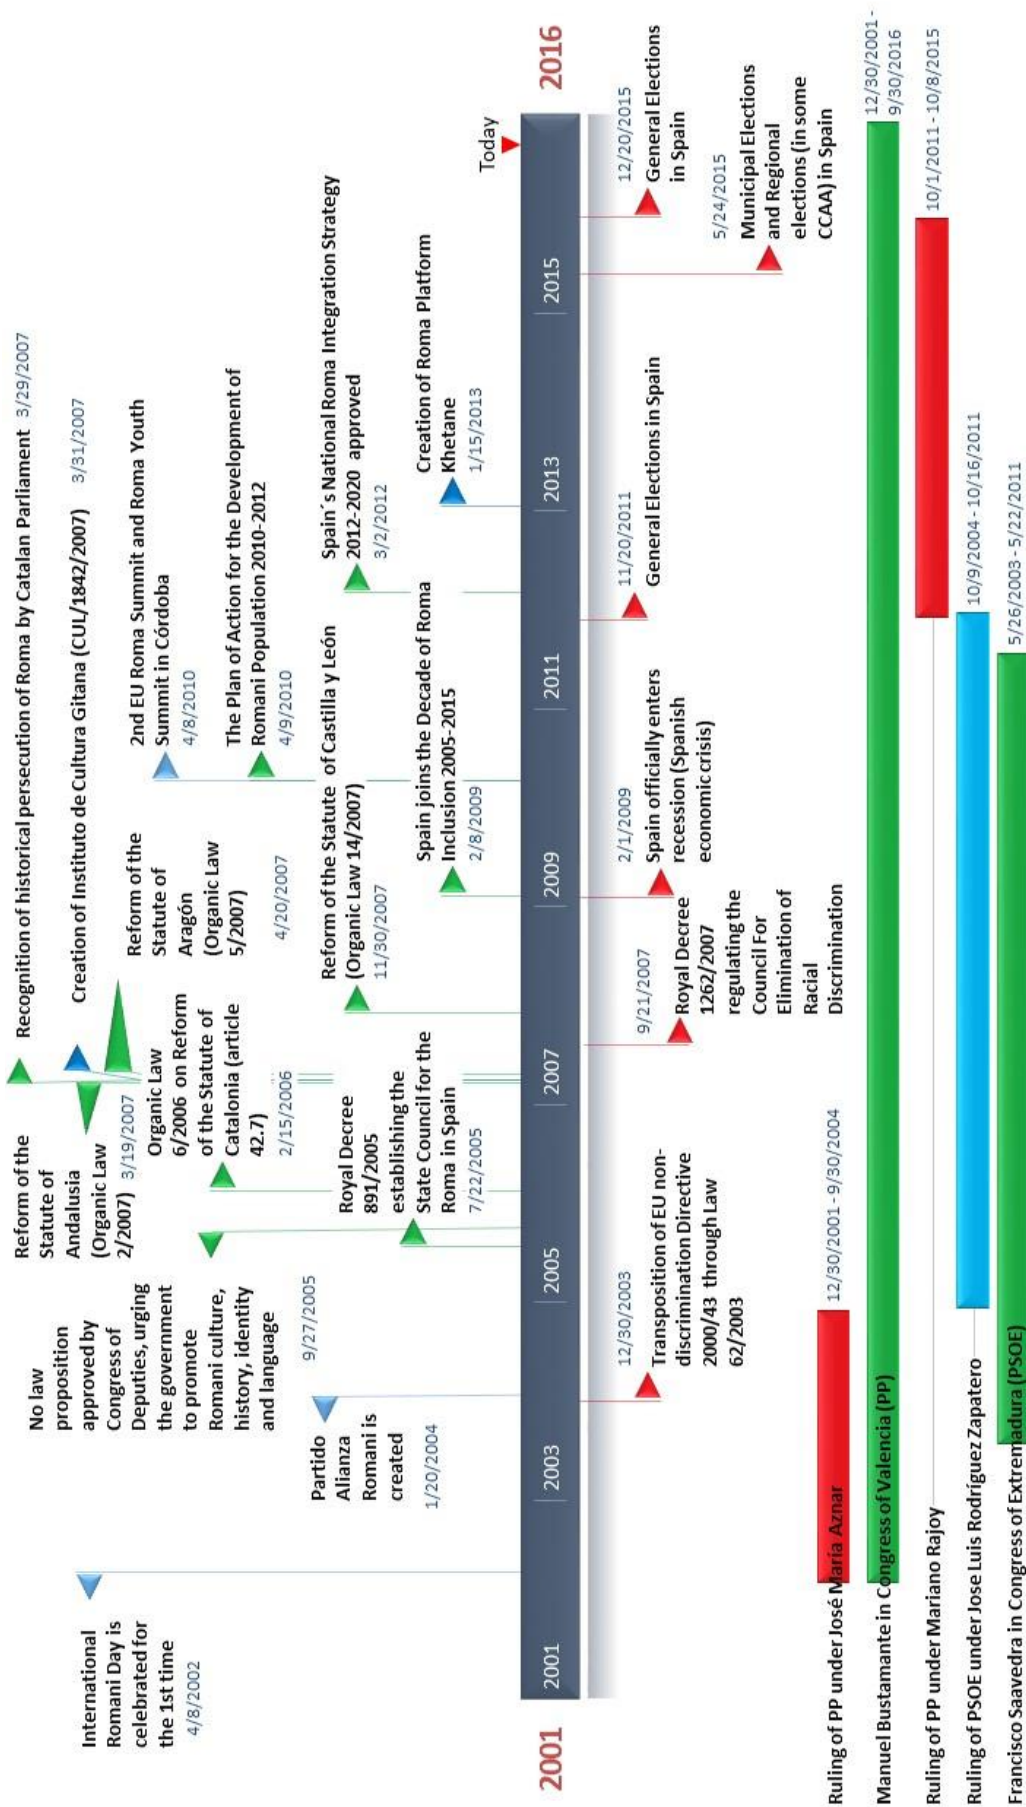 Recognition of historical persecution of Roma by Catalan Parliament 3/29/2007
Creation of Instituto de Cultura Gitana (CUL/1842/2007) 3/31/2007
Reform of the
Statute of
Andalusia
(Organic Law
2/2007) 3/19/2007
Reform of the
Statute of
Aragón
(Organic Law
5/2007)
4/20/2007
2nd EU Roma Summit and Roma Youth
Summit in Córdoba
4/8/2010
The Plan of Action for the Development of
Romani Population 2010-2012
4/9/2010
International
Romani Day is
celebrated for
the 1st time
4/8/2002
No law
proposition
approved by
Congress of
Deputies, urging
the government
to promote
Romani culture,
history, identity
and language
9/27/2005
Organic Law
6/2006 on Reform
of the Statute of
Catalonia (article
42.7)
2/15/2006
Partido
Alianza
Romani is
created
1/20/2004
Royal Decree
891/2005
establishing the
State Council for the
Roma in Spain
7/22/2005
Reform of the Statute of Castilla y León
(Organic Law 14/2007)
11/30/2007
Spain joins the Decade of Roma
Inclusion 2005-2015
2/8/2009
Spain´s National Roma Integration Strategy
2012-2020 approved
3/2/2012
Creation of Roma Platform
Khetane
1/15/2013
Today
2001
2001
2003
2005
2007
2009
2011
2013
2015
2016
12/30/2003
Transposition of EU non-
discrimination Directive
2000/43 through Law
62/2003
9/21/2007
Royal Decree
1262/2007
regulating the
Council For
Elimination of
Racial
Discrimination
2/1/2009
Spain officially enters
recession (Spanish
economic crisis)
11/20/2011
General Elections in Spain
12/20/2015
General Elections
in Spain
5/24/2015
Municipal Elections
and Regional
elections (in some
CCAA) in Spain
Ruling of PP under José María Aznar
12/30/2001 - 9/30/2004
Manuel Bustamante in Congress of Valencia (PP)
12/30/2001 -
9/30/2016
Ruling of PP under Mariano Rajoy
10/1/2011 - 10/8/2015
Ruling of PSOE under Jose Luis Rodríguez Zapatero
10/9/2004 - 10/16/2011
Francisco Saavedra in Congress of Extremadura (PSOE)
5/26/2003 - 5/22/2011